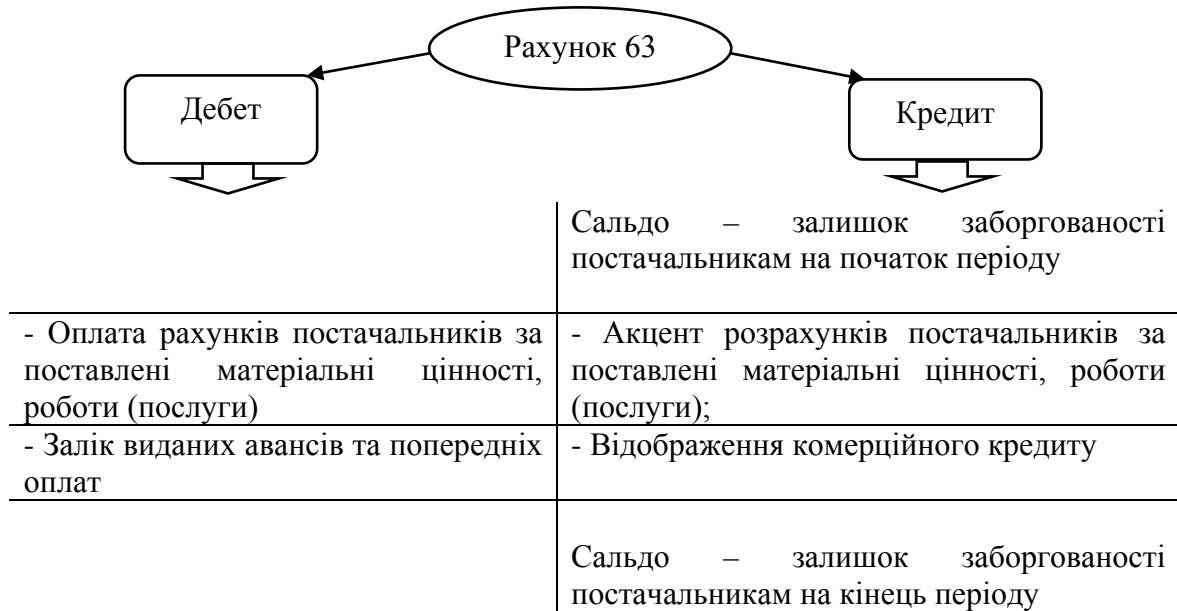 Рахунок 63
Дебет
Кредит
Сальдо – залишок заборгованості
постачальникам на початок періоду
- Оплата рахунків постачальників за
поставлені матеріальні цінності,
роботи (послуги)
- Акцент розрахунків постачальників за
поставлені матеріальні цінності, роботи
(послуги);
- Залік виданих авансів та попередніх
оплат
- Відображення комерційного кредиту
Сальдо – залишок заборгованості
постачальникам на кінець періоду